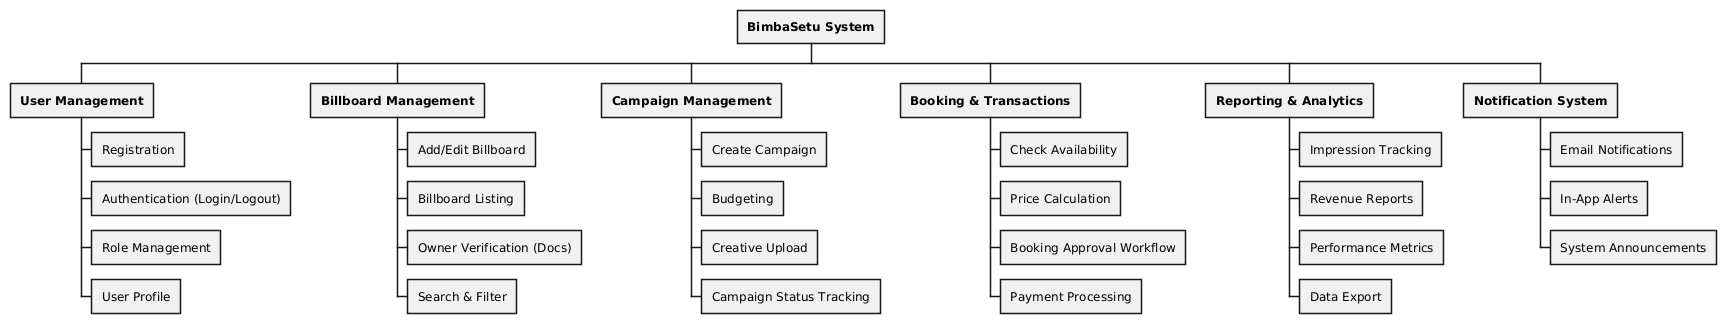 BimbaSetu System
User Management
Registration
Authentication (Login/Logout)
Role Management
User Profile
Billboard Management
Add/Edit Billboard
Billboard Listing
Owner Verification (Docs)
Search & Filter
Campaign Management
Create Campaign
Budgeting
Creative Upload
Campaign Status Tracking
Booking & Transactions
Check Availability
Price Calculation
Booking Approval Workflow
Payment Processing
Reporting & Analytics
Impression Tracking
Revenue Reports
Performance Metrics
Data Export
Notification System
Email Notifications
In-App Alerts
System Announcements